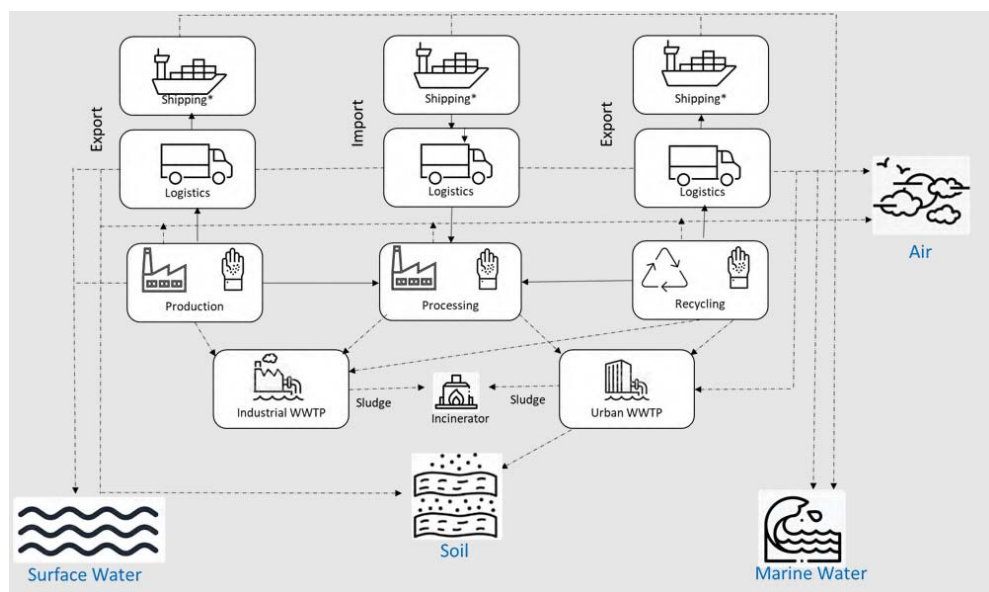 Shipping*
Shipping*
Shipping*
Export
Import
Export
Logistics
Logistics
Logistics
Air
Production
Processing
Recycling
Industrial WWTP
Sludge
Incinerator
Sludge
Urban WWTP
Soil
Surface Water
Marine Water